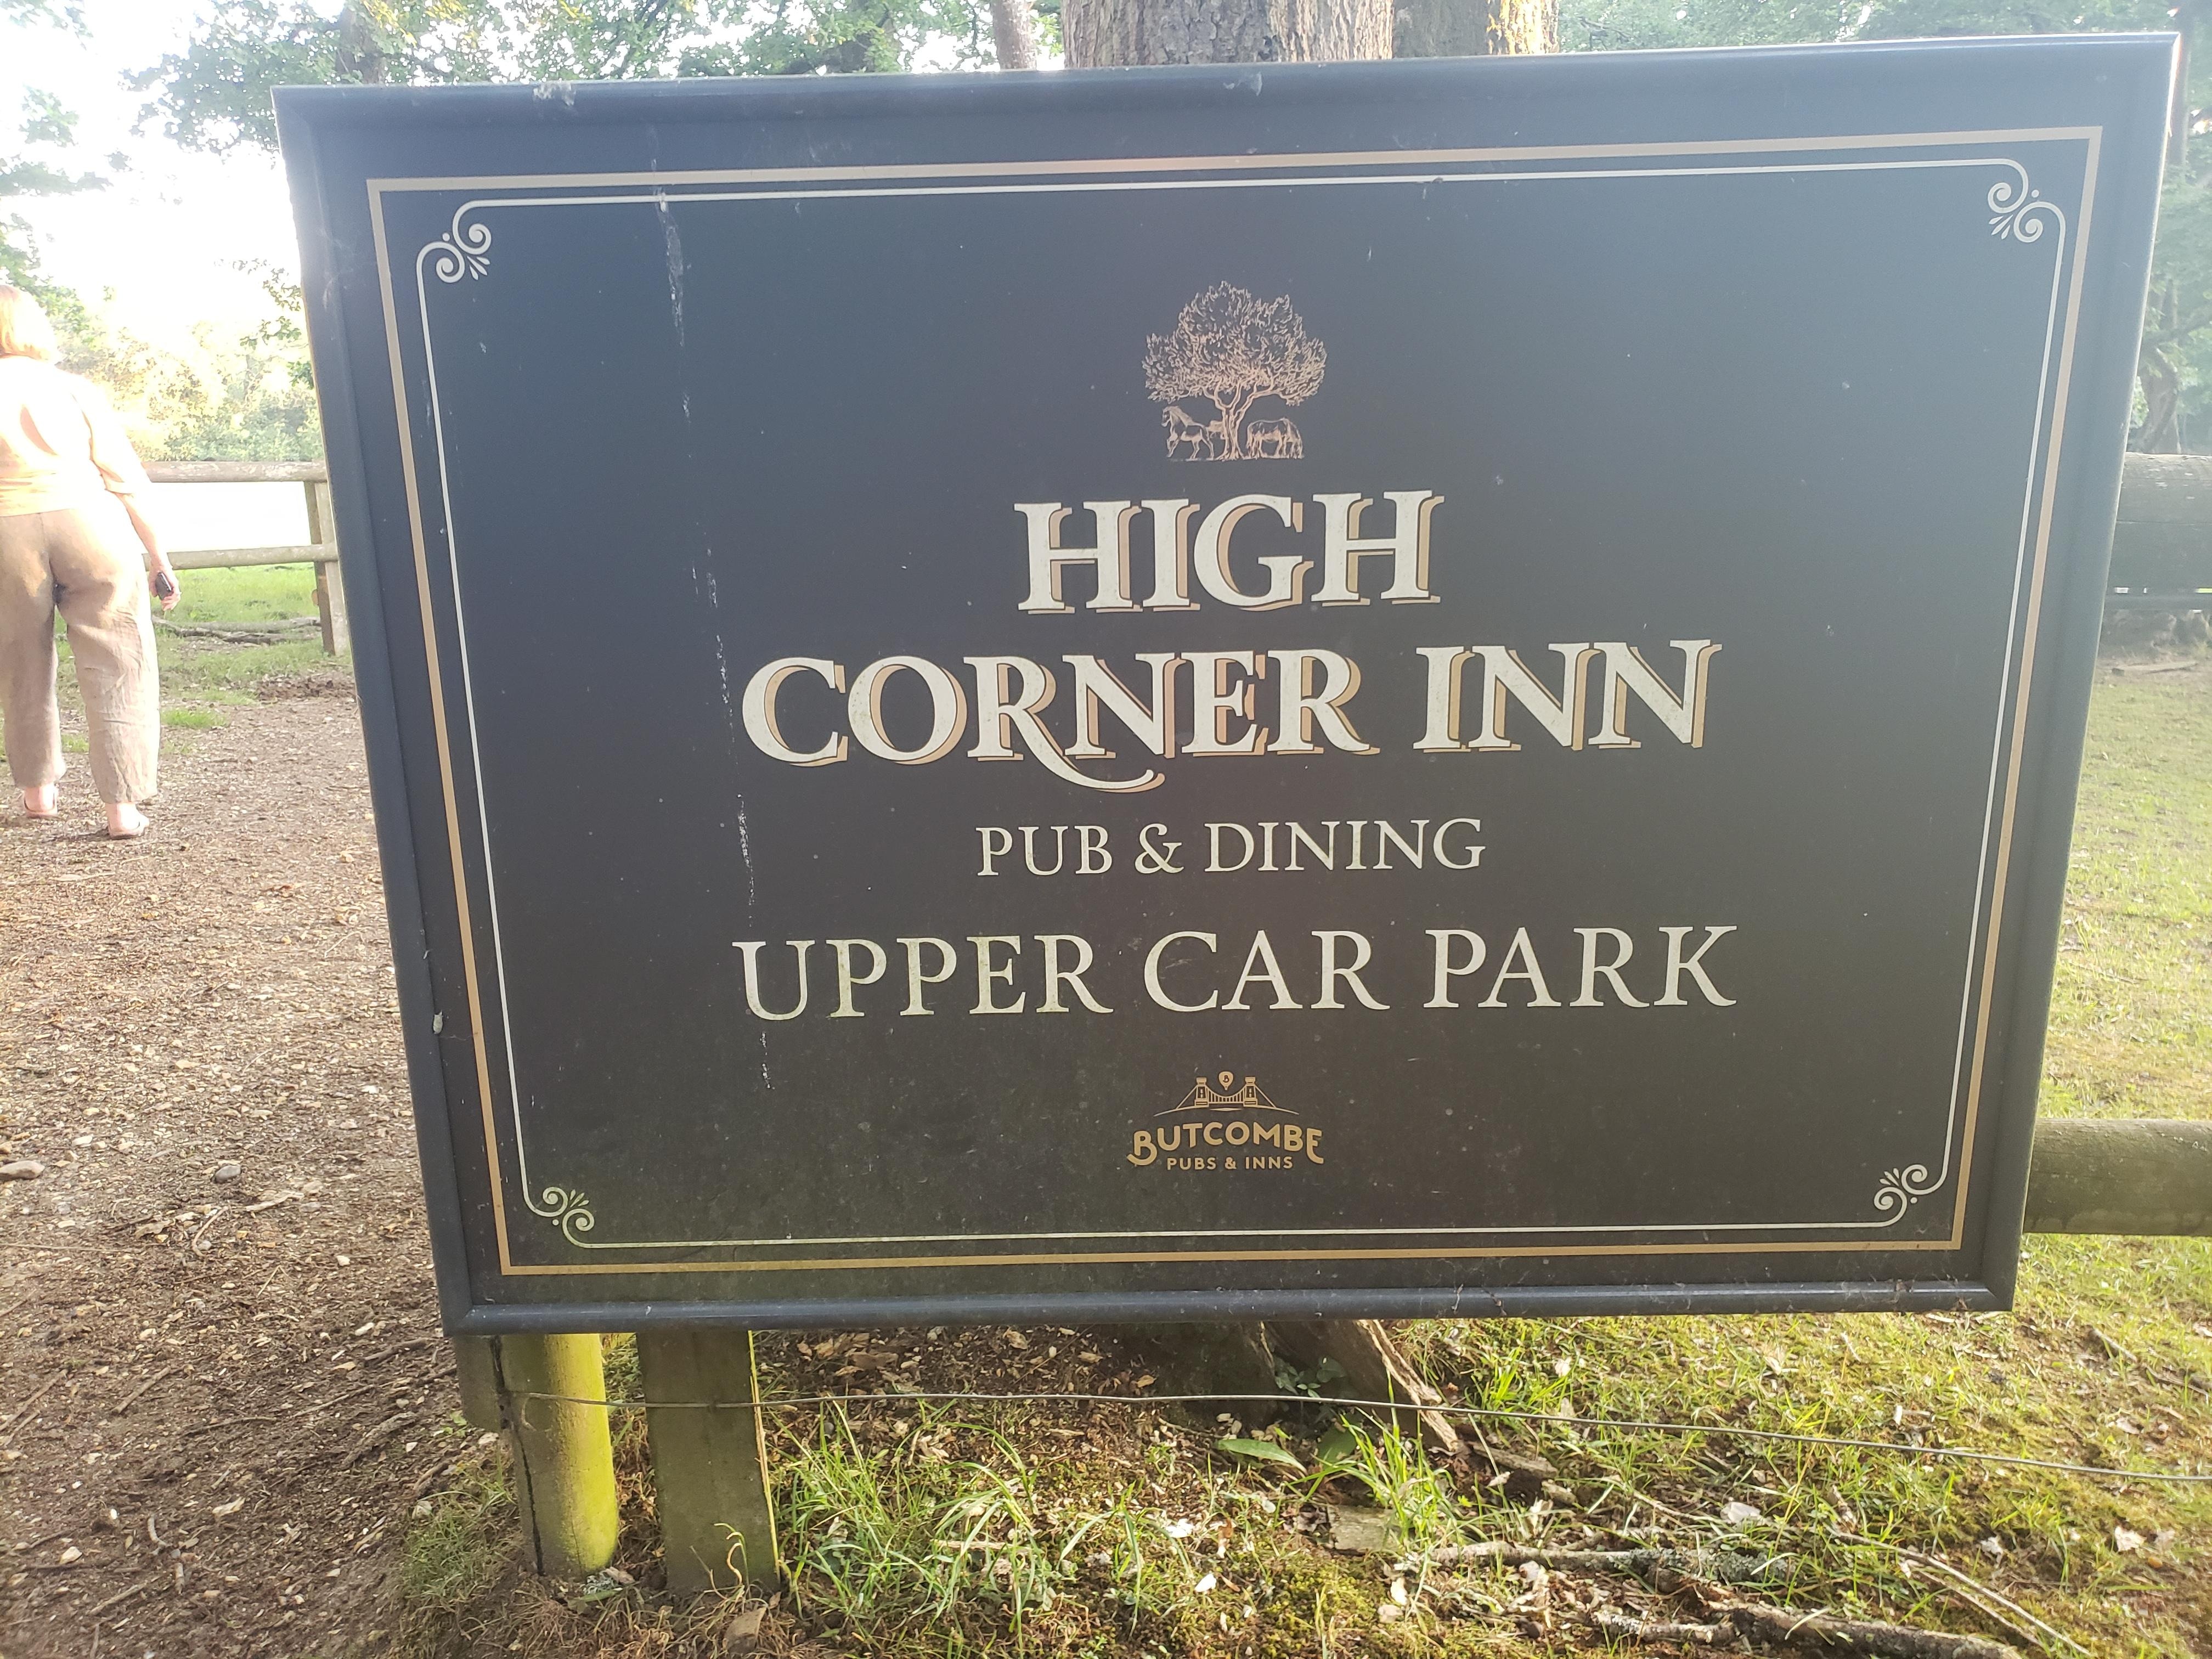 HIGH
CORNER INN
PUB & DINING
UPPER CAR PARK
BUTCOMBE
PUBS & INNS